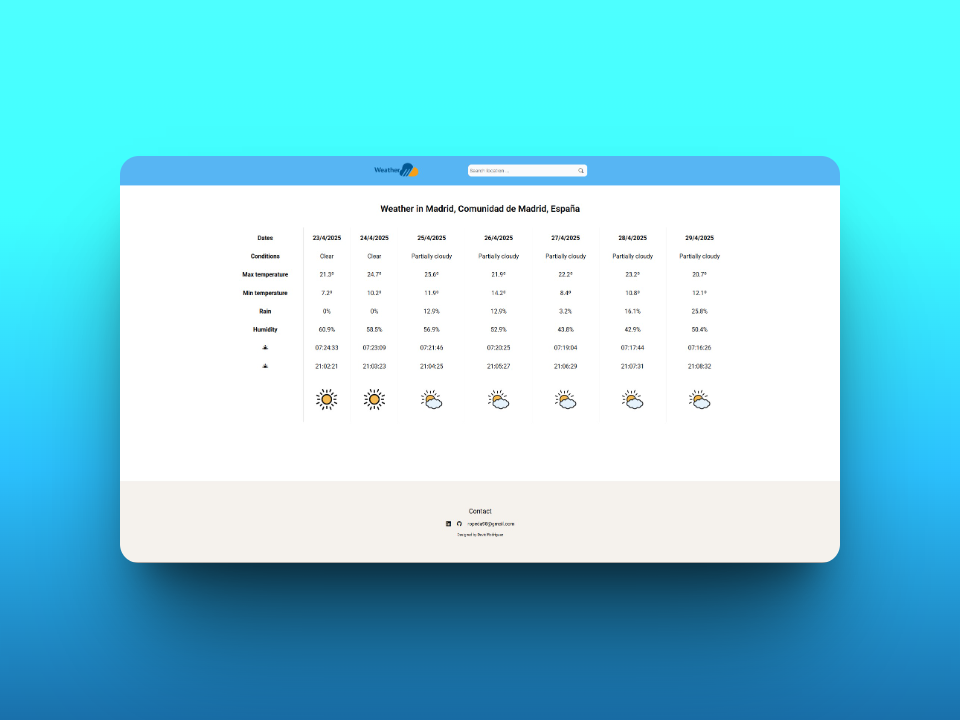 Weather
Search location ...
Weather in Madrid, Comunidad de Madrid, España
Dates 23/4/2025 24/4/2025 25/4/2025 26/4/2025 27/4/2025 28/4/2025 29/4/2025
Conditions Clear Clear Partially cloudy Partially cloudy Partially cloudy Partially cloudy Partially cloudy
Max temperature 21.3º 24.7º 23.6º 21.9º 22.2º 23.2º 20.7º
Min temperature 7.2º 10.2º 11.9º 14.2º 8.4º 10.8º 12.1º
Rain 0% 0% 12.9% 12.9% 3.2% 16.1% 25.8%
Humidity 60.9% 58.5% 56.9% 52.9% 43.8% 42.9% 50.4%
07:24:33 07:23:09 07:21:46 07:20:25 07:19:04 07:17:44 07:16:26
21:02:21 21:03:23 21:04:25 21:05:27 21:06:29 21:07:31 21:08:32
Contact
Designed by